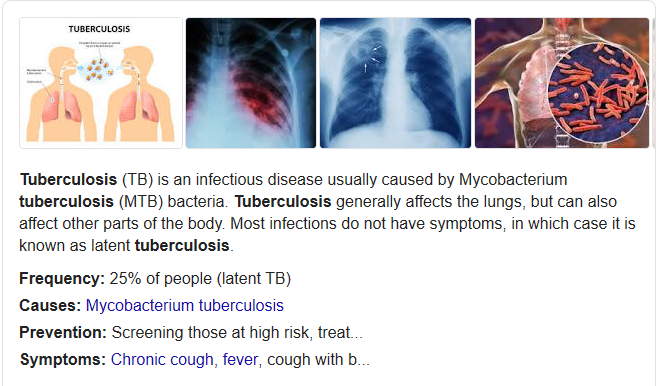 TUBERCULOSIS
Tuberculosis (TB) is an infectious disease usually caused by Mycobacterium
tuberculosis (MTB) bacteria. Tuberculosis generally affects the lungs, but can also
affect other parts of the body. Most infections do not have symptoms, in which case it is
known as latent tuberculosis.
Frequency: 25% of people (latent TB)
Causes: Mycobacterium tuberculosis
Prevention: Screening those at high risk, treat...
Symptoms: Chronic cough, fever, cough with b...